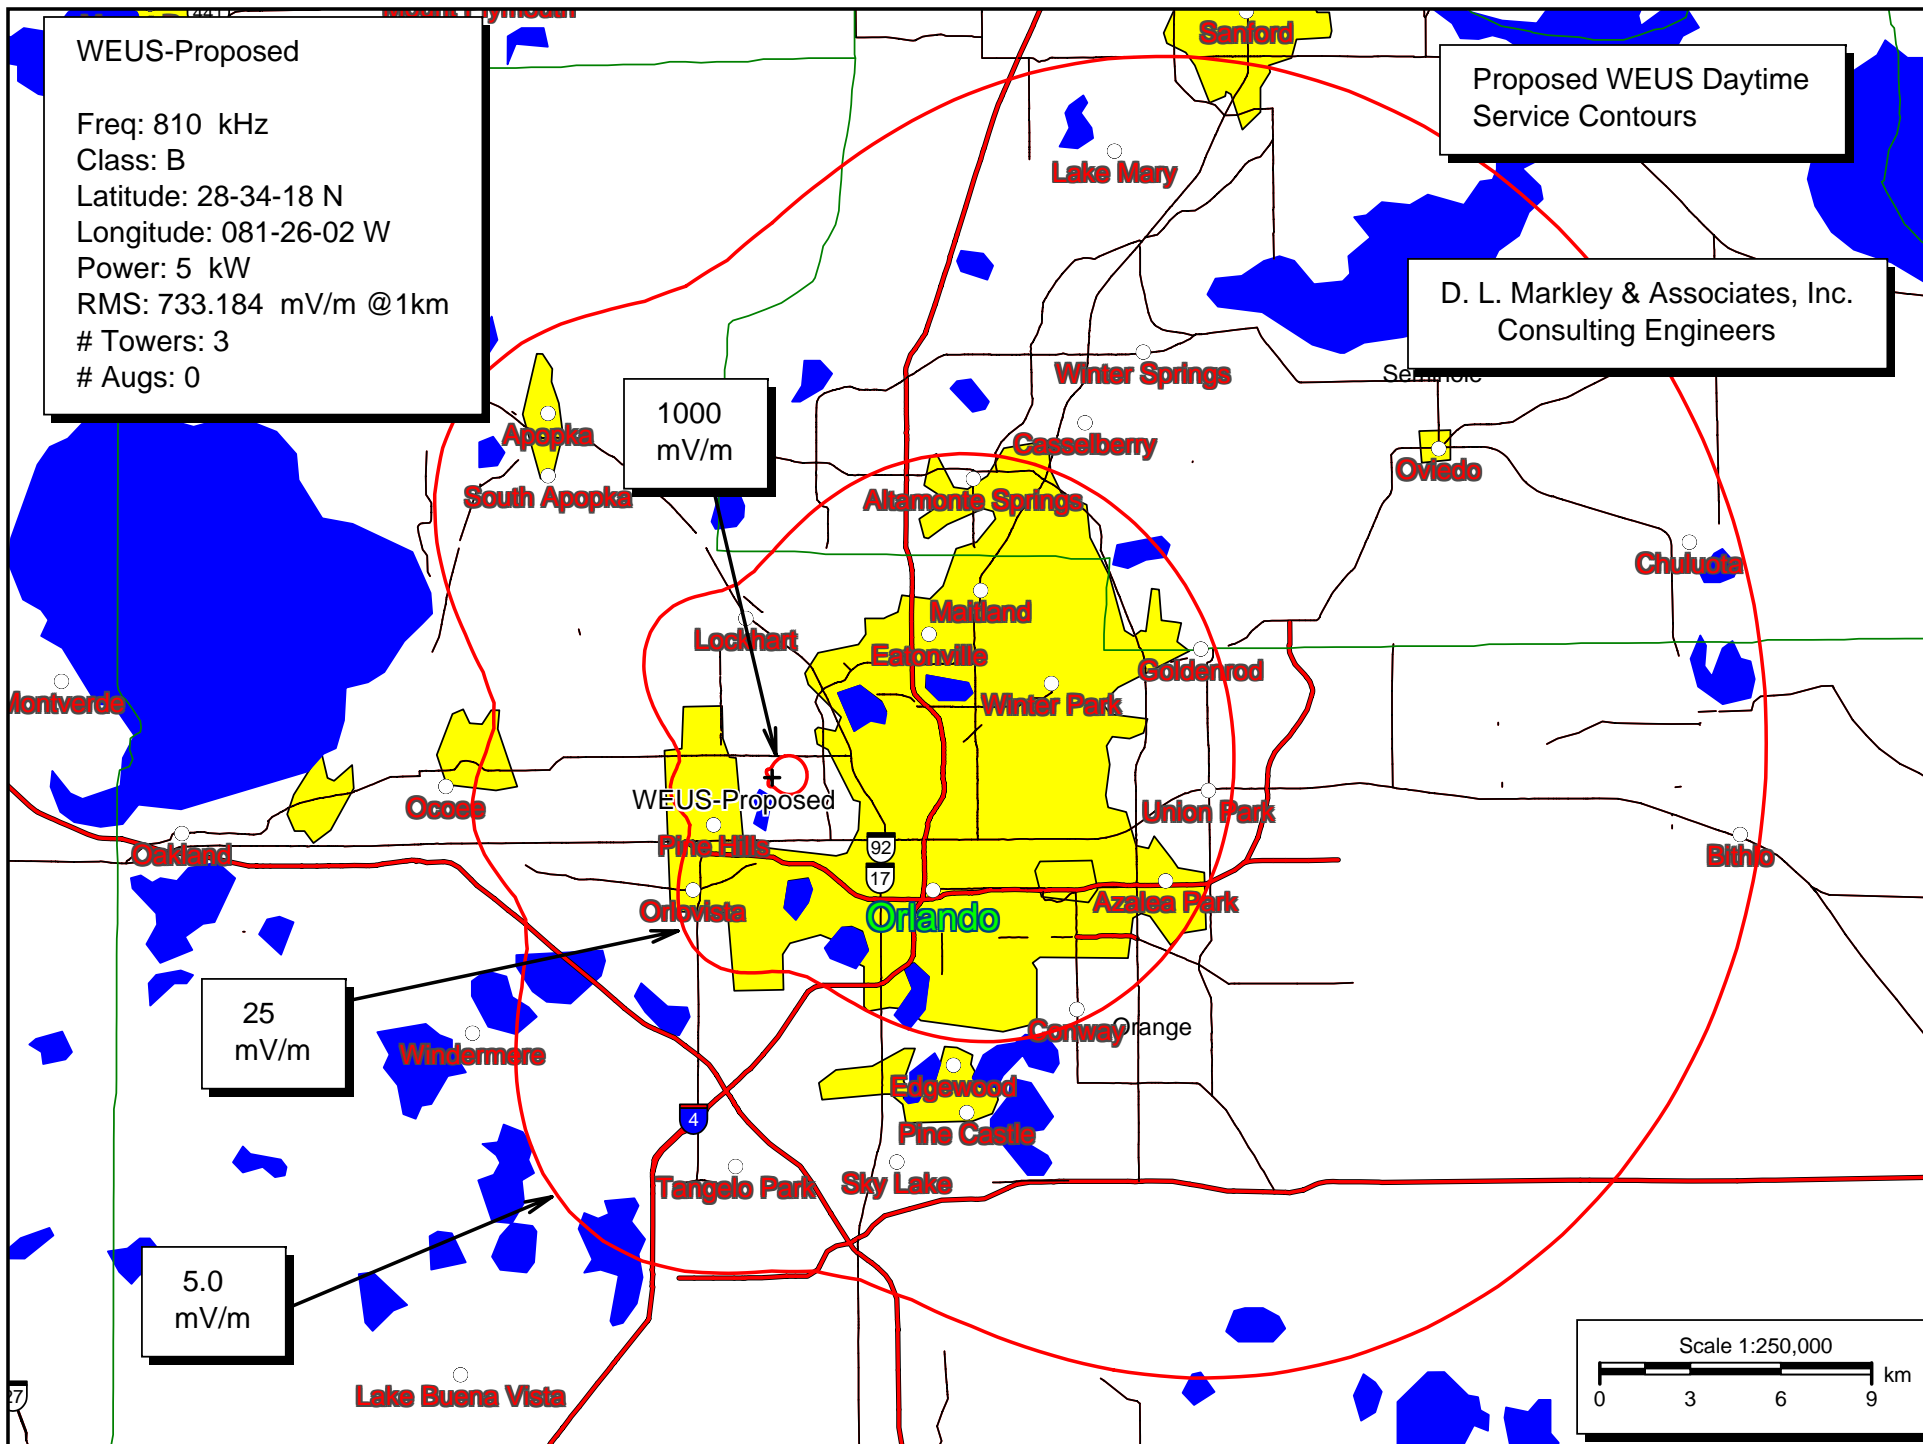 Mount Plymouth
441
Sanford
WEUS-Proposed
Freq: 810 kHz
Class: B
Latitude: 28-34-18 N
Longitude: 081-26-02 W
Power: 5 kW
RMS: 733.184 mV/m @1km
# Towers: 3
# Augs: 0
Proposed WEUS Daytime
Service Contours
Lake Mary
D. L. Markley & Associates, Inc.
Consulting Engineers
Winter Springs
Seminole
1000
mV/m
Apopka
Casselberry
Oviedo
South Apopka
Altamonte Springs
Chuluota
Maitland
Lockhart
Eatonville
Goldenrod
Montverde
Winter Park
WEUS-Proposed
Ocoee
Union Park
Pine Hills
92
Oakland
Bithlo
17
Orlovista
Orlando
Azalea Park
25
mV/m
Conway
Orange
Windermere
Edgewood
4
Pine Castle
Tangelo Park
Sky Lake
5.0
mV/m
Scale 1:250,000
km
0 3 6 9
Lake Buena Vista
27